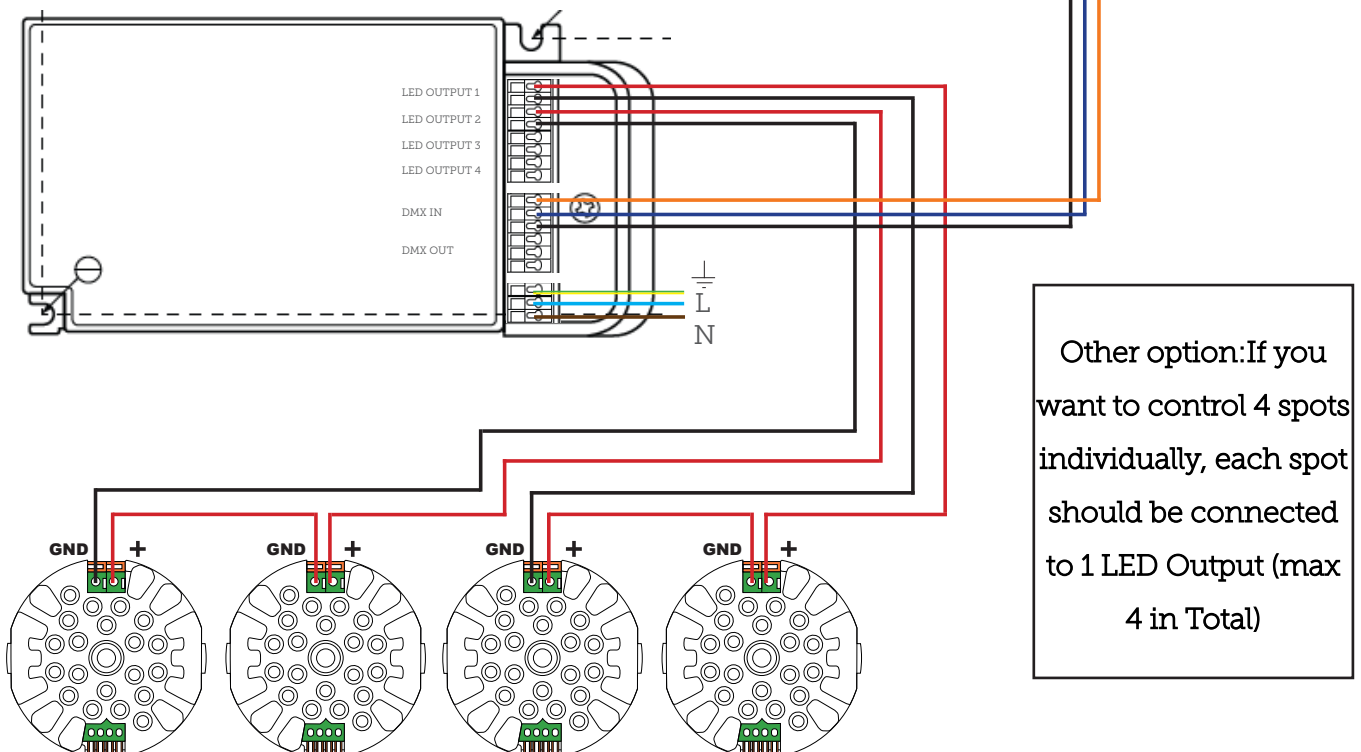 LED OUTPUT 1
LED OUTPUT 2
LED OUTPUT 3
LED OUTPUT 4
DMX IN
DMX OUT
L
N
Other option:If you
want to control 4 spots
individually, each spot
should be connected
to 1 LED Output (max
4 in Total)
GND +
GND +
GND +
GND +